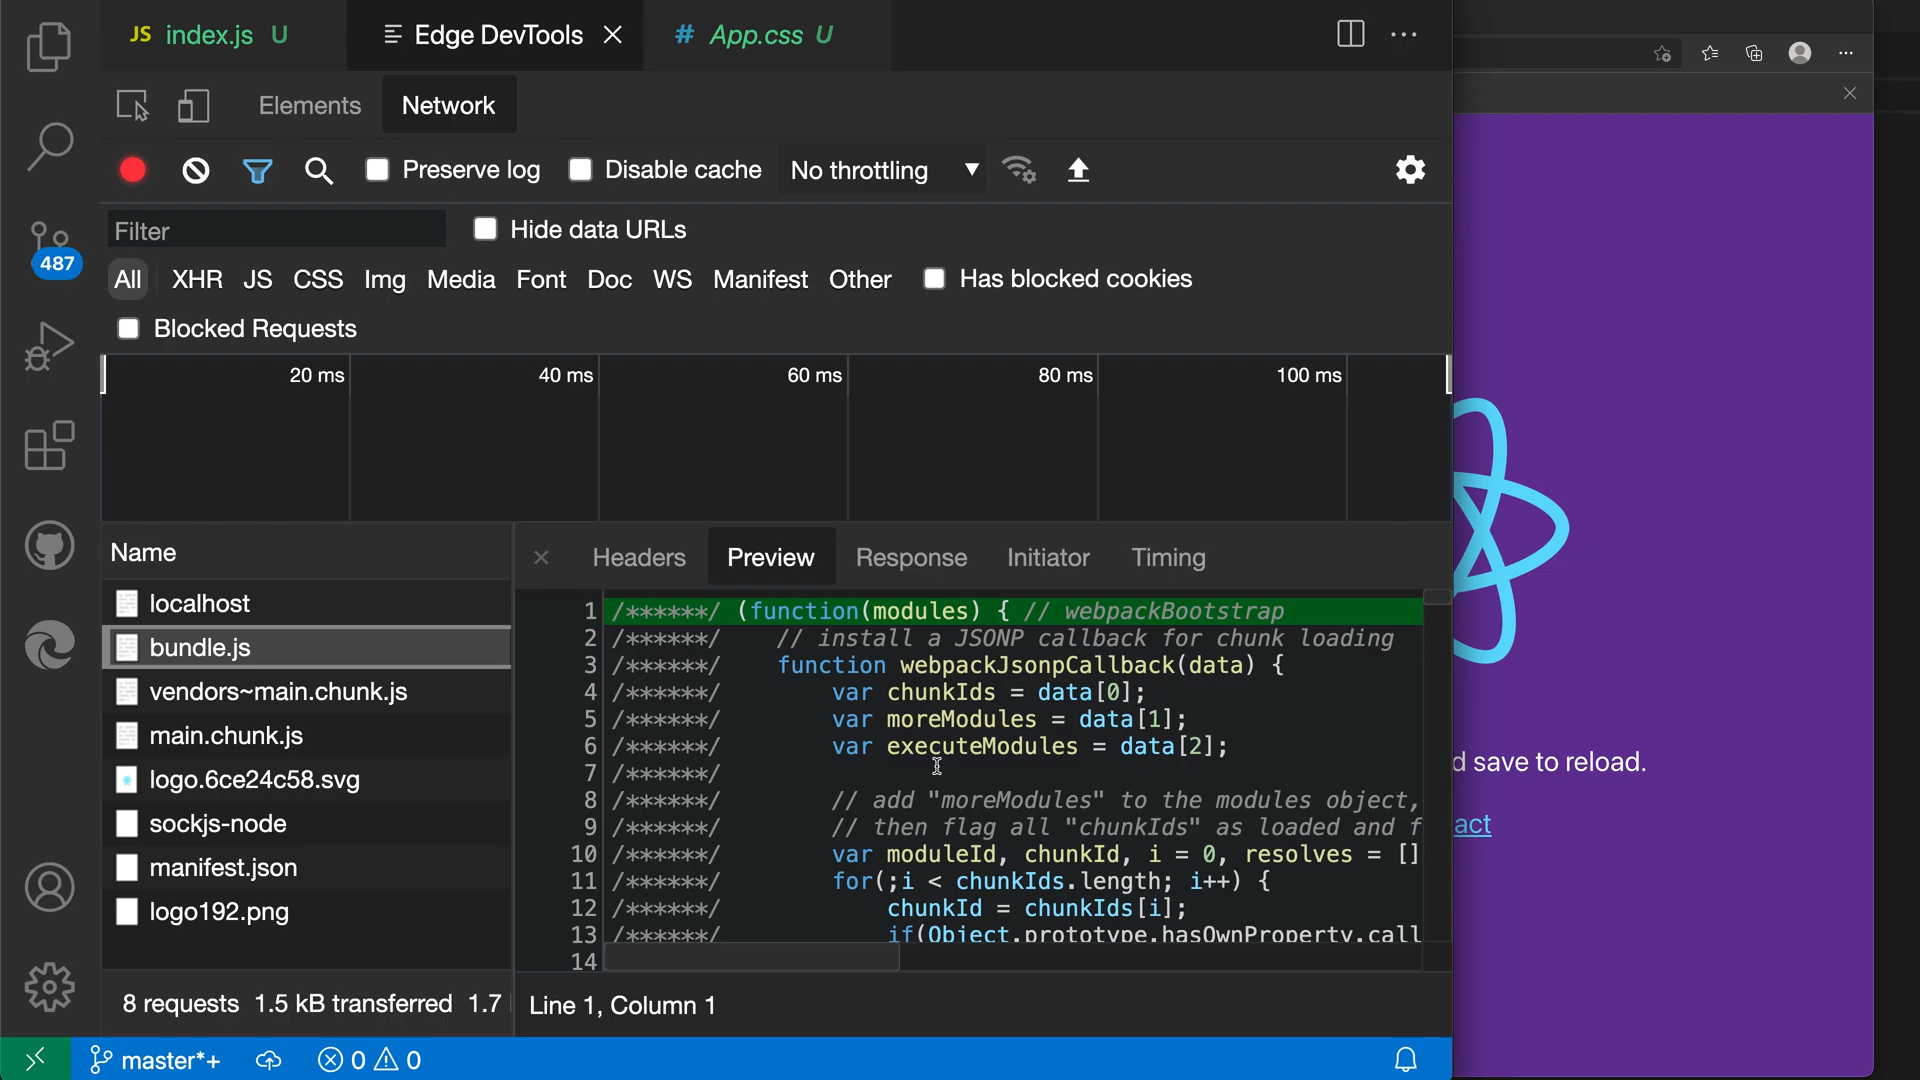 JS index.js U
Edge DevTools
# App.css U
Elements
Network
Preserve log
Disable cache
No throttling
Filter
Hide data URLs
All XHR JS CSS Img Media Font Doc WS Manifest Other
Has blocked cookies
Blocked Requests
487
20 ms
40 ms
60 ms
80 ms
100 ms
Name
localhost
bundle.js
vendors~main.chunk.js
main.chunk.js
logo.6ce24c58.svg
sockjs-node
manifest.json
logo192.png
8 requests 1.5 kB transferred 1.7
Headers
Preview
Response
Initiator
Timing
1 /******/ (function(modules) { // webpackBootstrap
2 /******/ // install a JSONP callback for chunk loading
3 /******/ function webpackJsonpCallback(data) {
4 /******/ var chunkIds = data[0];
5 /******/ var moreModules = data[1];
6 /******/ var executeModules = data[2];
7 /******/
8 /******/ // add "moreModules" to the modules object,
9 /******/ // then flag all "chunkIds" as loaded and f
10 /******/ var moduleId, chunkId, i = 0, resolves = []
11 /******/ for(;i < chunkIds.length; i++) {
12 /******/ chunkId = chunkIds[i];
13 /******/ if(Object.prototype.hasOwnProperty.call
14
Line 1, Column 1
d save to reload.
act
master*+
0
0